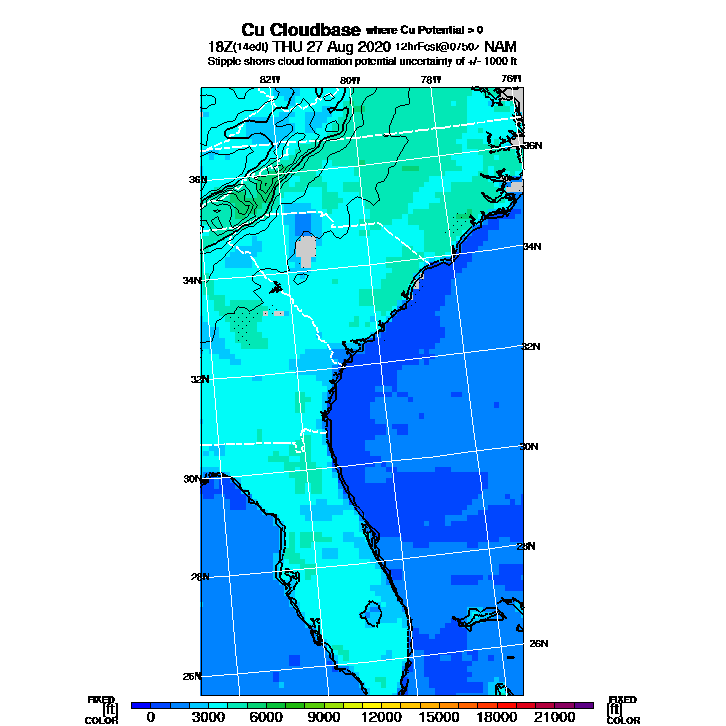 Cu Cloudbase where Cu Potential > 0
18Z(14edt) THU 27 Aug 2020 12hrFcst@0750z NAM
Stipple shows cloud formation potential uncertainty of +/- 1000 ft
82W 80W 78W 76W
36N
36N
34N
34N
32N
32N
30N
30N
28N
28N
26N
26N
FIXED FIXED
[ft] [ft]
COLOR COLOR
0 3000 6000 9000 12000 15000 18000 21000